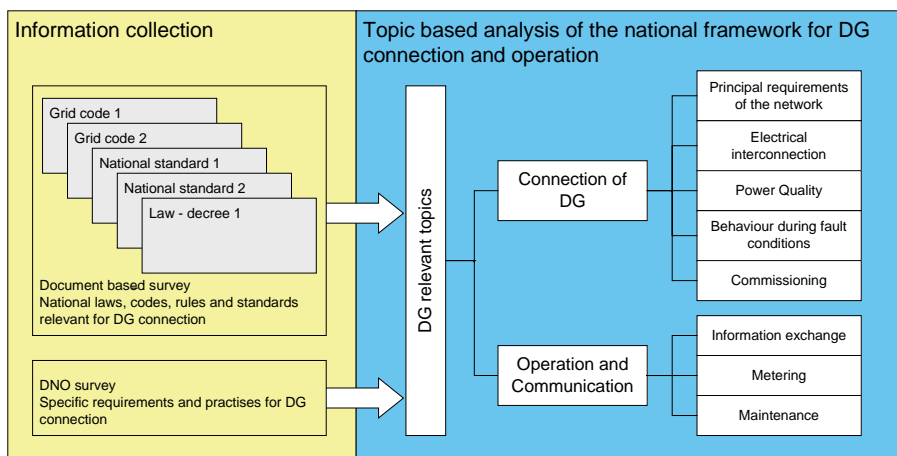 Information collection
Grid code 1
Grid code 2
National standard 1
National standard 2
Law - decree 1
Document based survey
National laws, codes, rules and standards
relevant for DG connection
DNO survey
Specific requirements and practises for DG
connection
Topic based analysis of the national framework for DG
connection and operation
DG relevant topics
Connection of
DG
Principal requirements
of the network
Electrical
interconnection
Power Quality
Behaviour during fault
conditions
Commissioning
Operation and
Communication
Information exchange
Metering
Maintenance